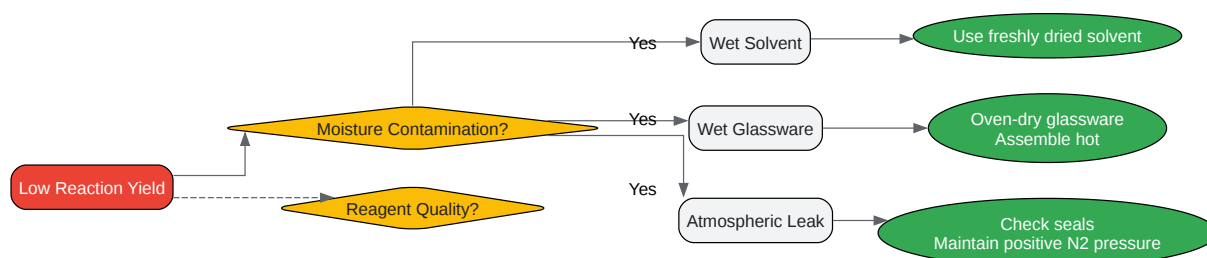 Low Reaction Yield
Moisture Contamination?
Reagent Quality?
Yes
Wet Solvent
Use freshly dried solvent
Yes
Wet Glassware
Oven-dry glassware
Assemble hot
Yes
Atmospheric Leak
Check seals
Maintain positive N2 pressure